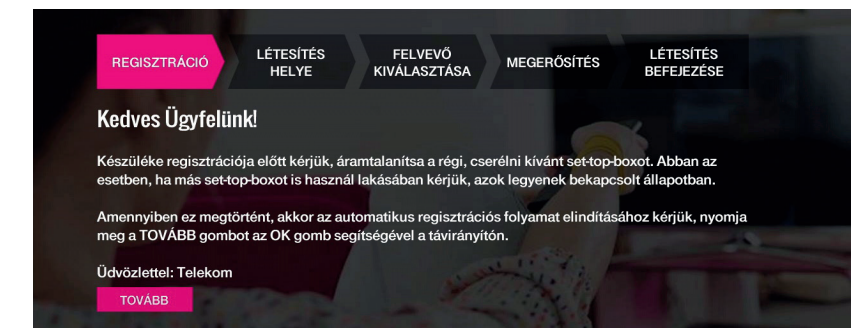 REGISZTRÁCIÓ
LÉTESÍTÉS
HELYE
FELVEVŐ
KIVÁLASZTÁSA
MEGERŐSÍTÉS
LÉTESÍTÉS
BEFEJEZÉSE
Kedves Ügyfelünk!
Készüléke regisztrációja előtt kérjük, áramtalanítsa a régi, cserélni kívánt set-top-boxot. Abban az
esetben, ha más set-top-boxot is használ lakásában kérjük, azok legyenek bekapcsolt állapotban.
Amennyiben ez megtörtént, akkor az automatikus regisztrációs folyamat elindításához kérjük, nyomja
meg a TOVÁBB gombot az OK gomb segítségével a távirányítón.
Üdvözlettel: Telekom
TOVÁBB